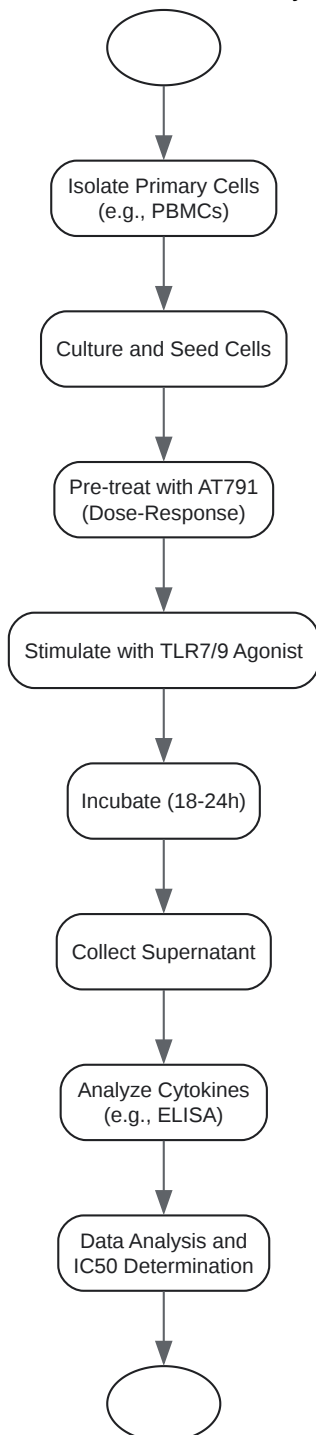 Isolate Primary Cells
(e.g., PBMCs)
Culture and Seed Cells
Pre-treat with AT791
(Dose-Response)
Stimulate with TLR7/9 Agonist
Incubate (18-24h)
Collect Supernatant
Analyze Cytokines
(e.g., ELISA)
Data Analysis and
IC50 Determination